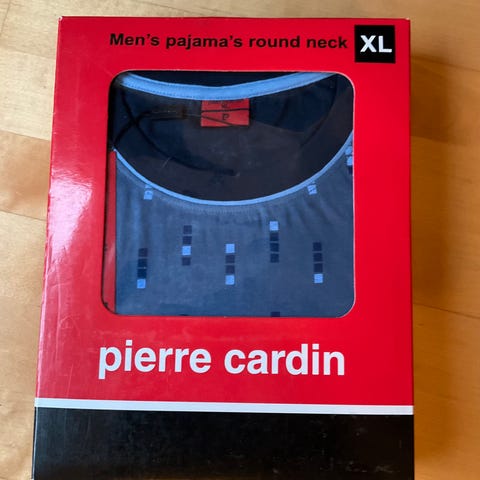 Men's pajama's round neck XL
P
pierre cardin